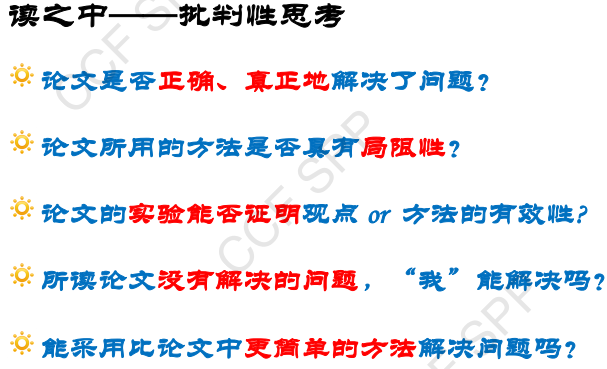 读之中——批判性思考
论文是否正确、真正地解决了问题？
论文所用的方法是否具有局限性？
论文的实验能否证明观点 or 方法的有效性？
所读论文没有解决的问题，“我”能解决吗？
能采用比论文中更简单的方法解决问题吗？
CCF SPP
CCF SPP